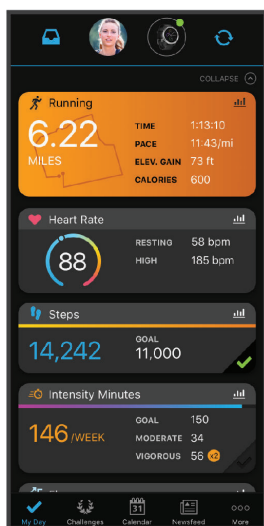 COLLAPSE
Running
6.22
MILES
TIME 1:13:10
PACE 11:43/mi
ELEV. GAIN 73 ft
CALORIES 600
Heart Rate
88
RESTING 58 bpm
HIGH 185 bpm
Steps
14,242
GOAL
11,000
Intensity Minutes
146 /WEEK
GOAL 150
MODERATE 34
VIGOROUS 56 x2
31
My Day Challenges Calendar Newsfeed More